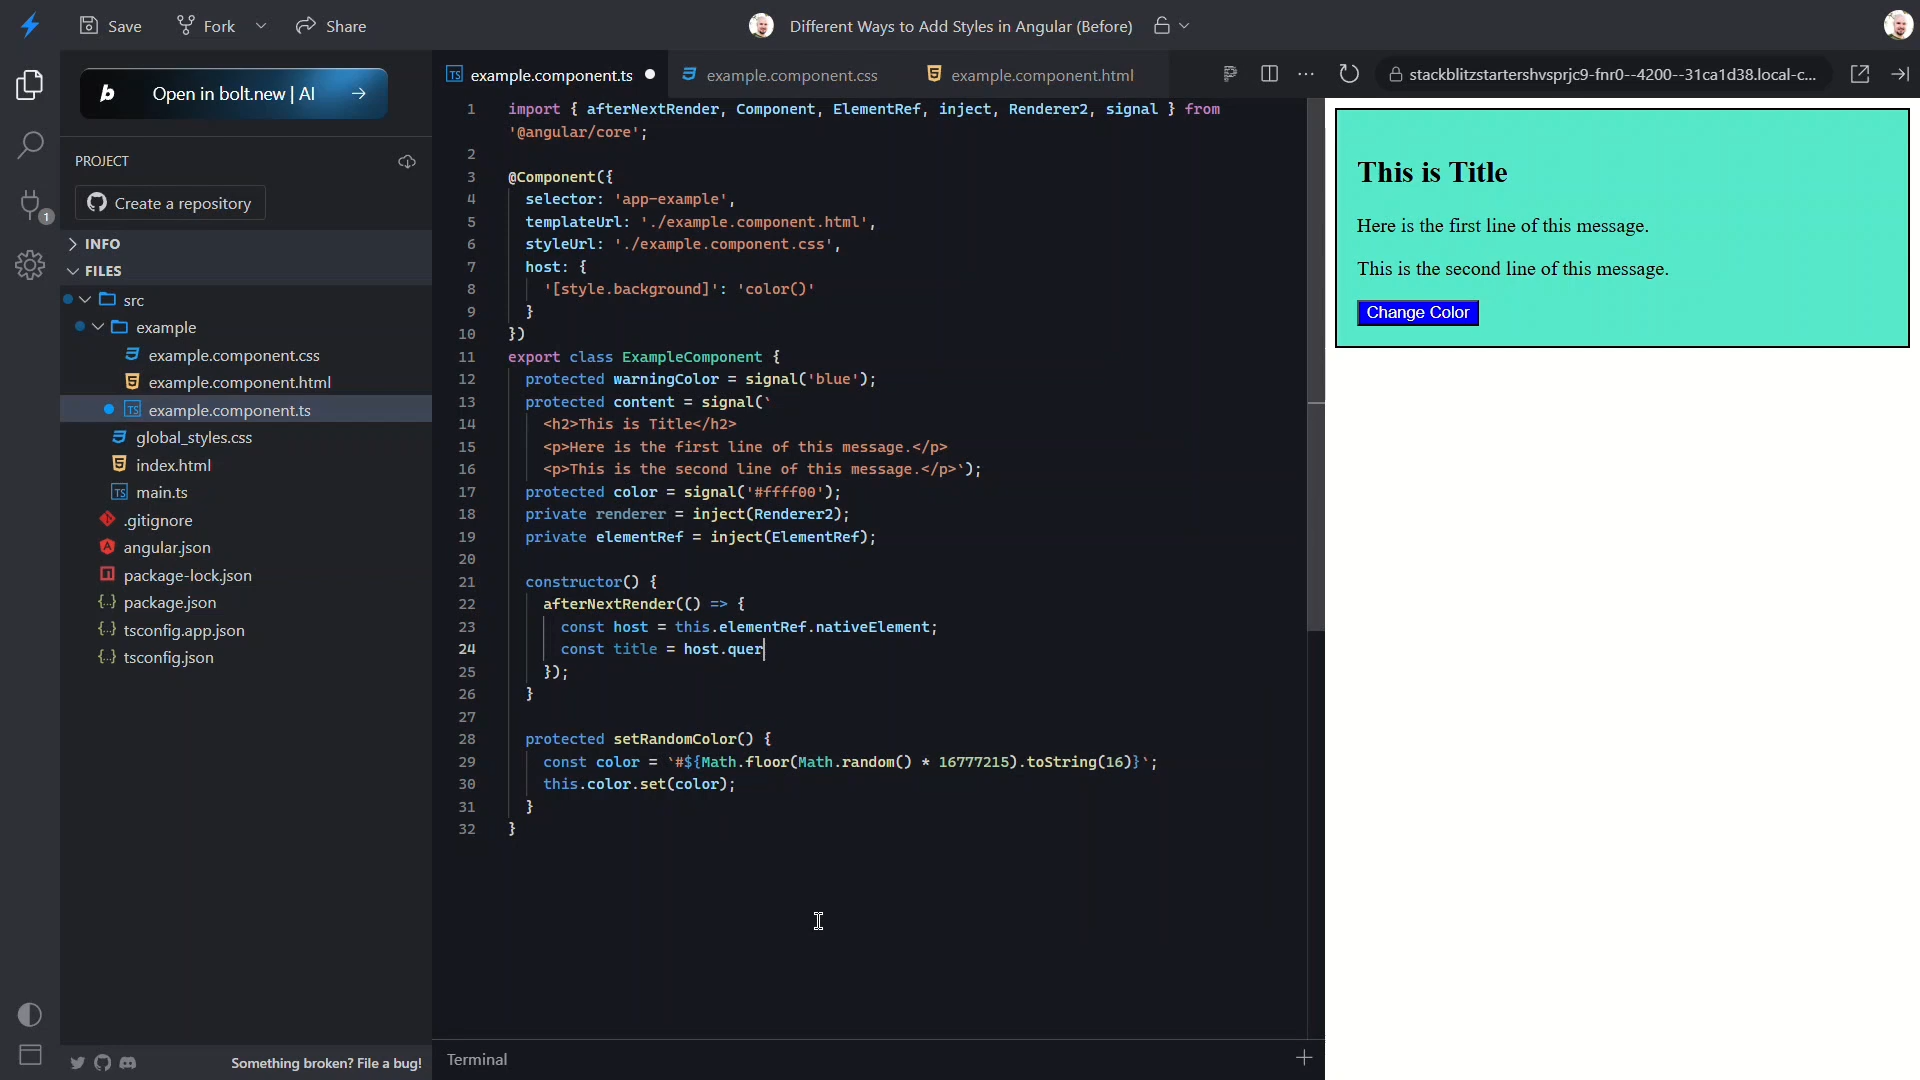 Save
Fork
Share
Different Ways to Add Styles in Angular (Before)
b Open in bolt.new | AI
PROJECT
Create a repository
1
INFO
FILES
src
example
example.component.css
example.component.html
TS example.component.ts
global_styles.css
index.html
TS main.ts
.gitignore
angular.json
package-lock.json
{..} package.json
{..} tsconfig.app.json
{..} tsconfig.json
Something broken? File a bug!
TS example.component.ts
example.component.css
example.component.html
1 import { afterNextRender, Component, ElementRef, inject, Renderer2, signal } from
'@angular/core';
2
3 @Component({
4 selector: 'app-example',
5 templateUrl: './example.component.html',
6 styleUrl: './example.component.css',
7 host: {
8 '[style.background]': 'color()'
9 }
10 })
11 export class ExampleComponent {
12 protected warningColor = signal('blue');
13 protected content = signal(`
14 <h2>This is Title</h2>
15 <p>Here is the first line of this message.</p>
16 <p>This is the second line of this message.</p>`);
17 protected color = signal('#ffff00');
18 private renderer = inject(Renderer2);
19 private elementRef = inject(ElementRef);
20
21 constructor() {
22 afterNextRender(() => {
23 const host = this.elementRef.nativeElement;
24 const title = host.quer
25 });
26 }
27
28 protected setRandomColor() {
29 const color = `#${Math.floor(Math.random() * 16777215).toString(16)}`;
30 this.color.set(color);
31 }
32 }
Terminal
stackblitzstartershvsprjc9-fnr0--4200--31ca1d38.local-c...
This is Title
Here is the first line of this message.
This is the second line of this message.
Change Color